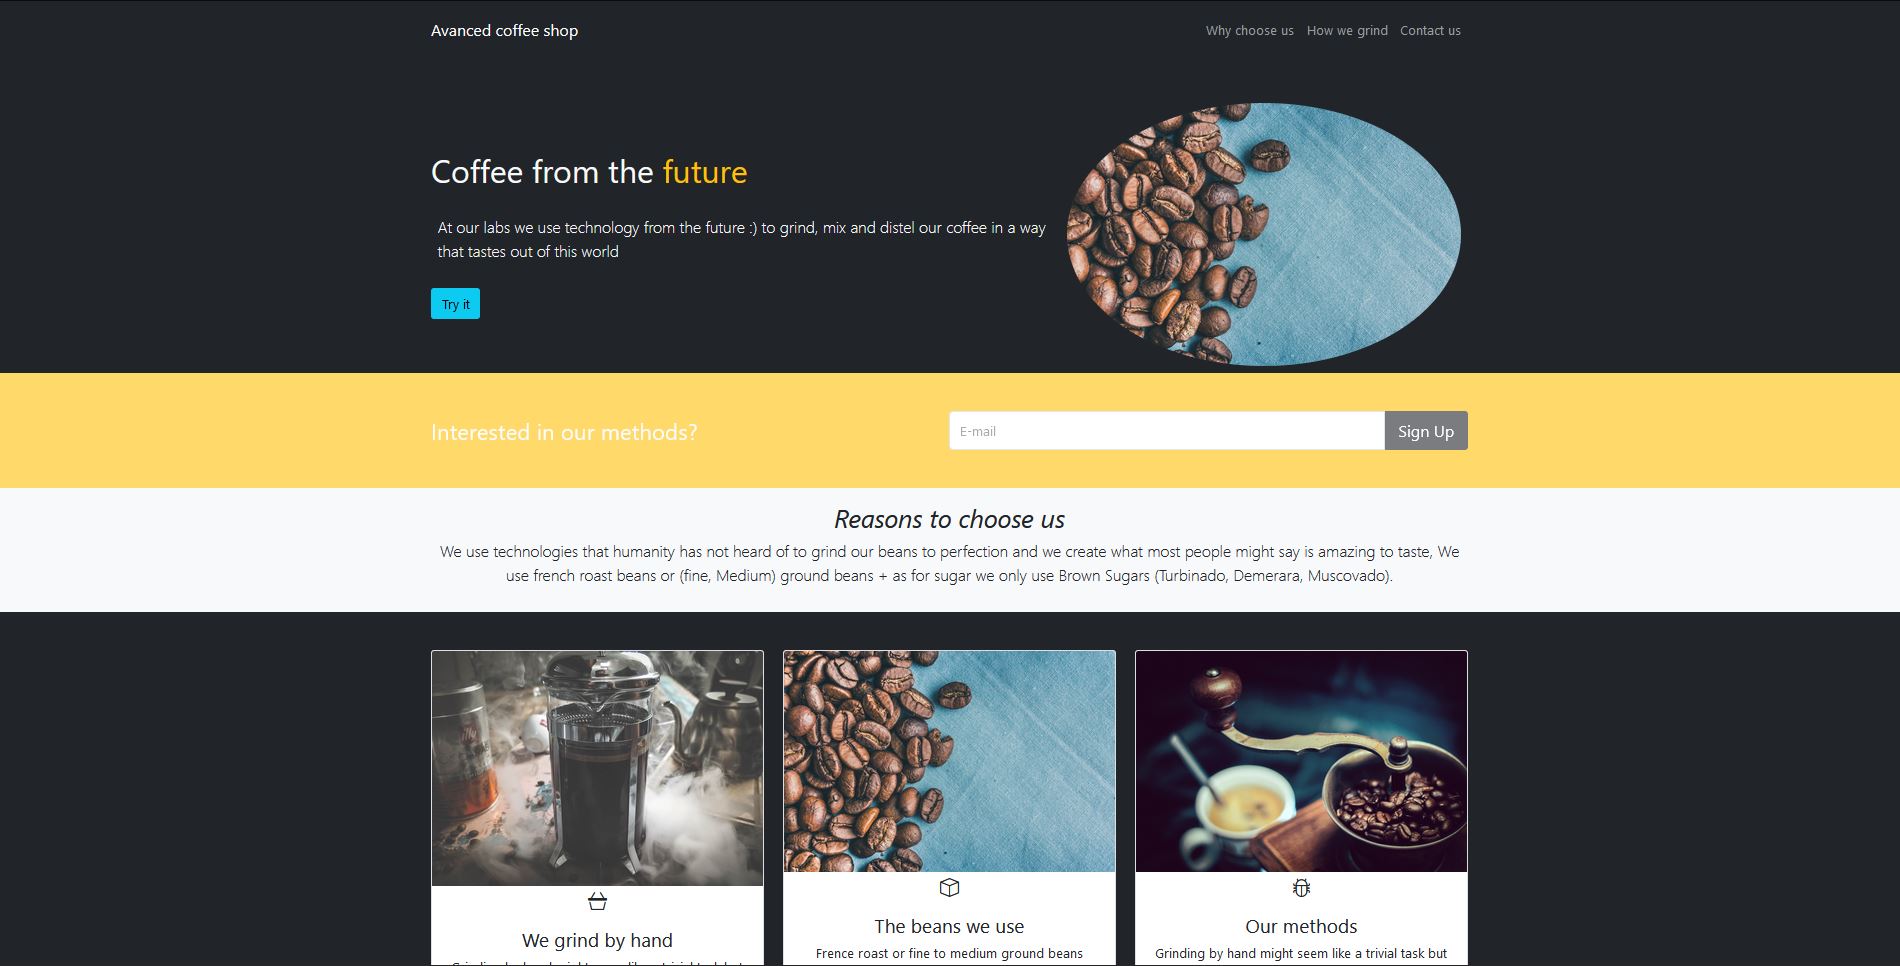 Avanced coffee shop
Why choose us
How we grind
Contact us
Coffee from the future
At our labs we use technology from the future :) to grind, mix and distel our coffee in a way
that tastes out of this world
Try it
Interested in our methods?
E-mail
Sign Up
Reasons to choose us
We use technologies that humanity has not heard of to grind our beans to perfection and we create what most people might say is amazing to taste, We
use french roast beans or (fine, Medium) ground beans + as for sugar we only use Brown Sugars (Turbinado, Demerara, Muscovado).
illy
We grind by hand
The beans we use
Frence roast or fine to medium ground beans
Our methods
Grinding by hand might seem like a trivial task but